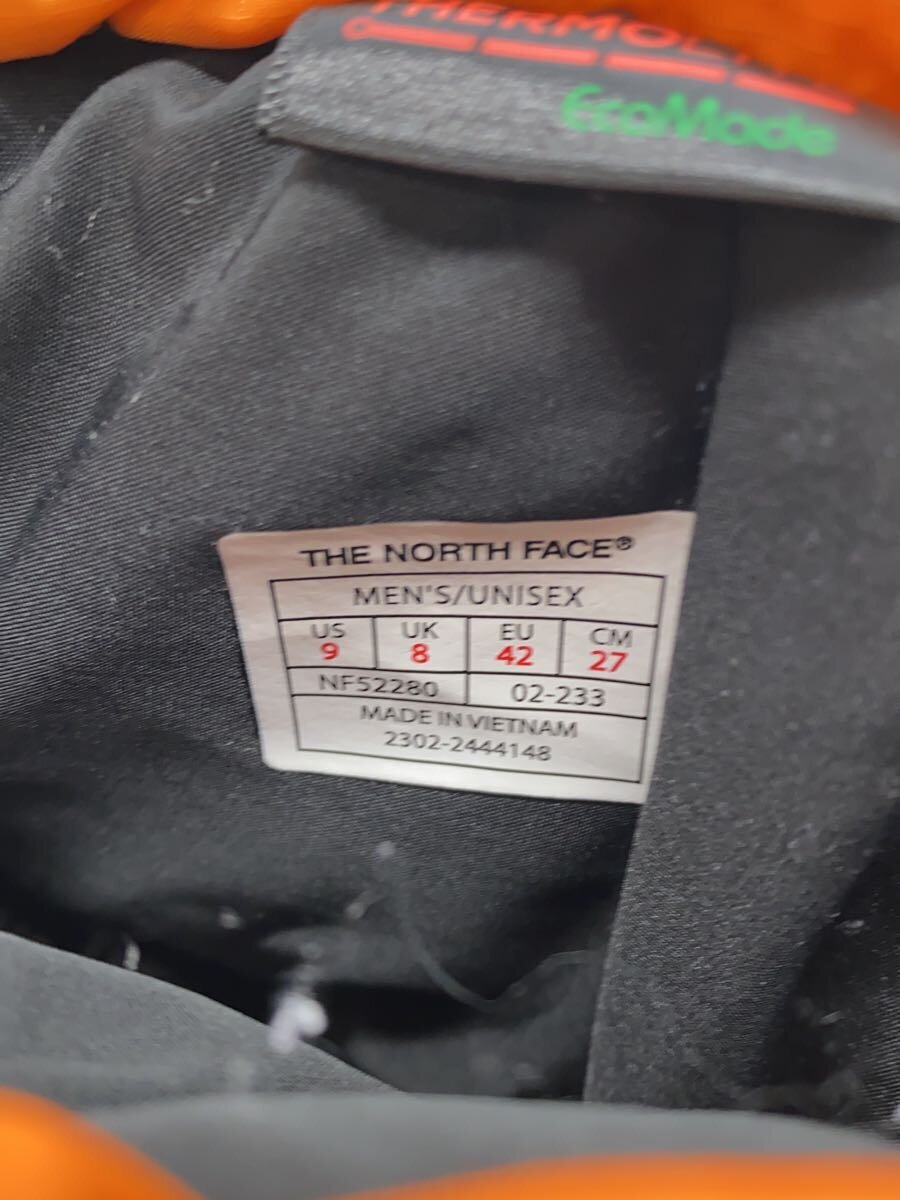 EcoMade
THE NORTH FACE®
MEN'S/UNISEX
US UK EU CM
9 8 42 27
NF52280 02-233
MADE IN VIETNAM
2302-2444148